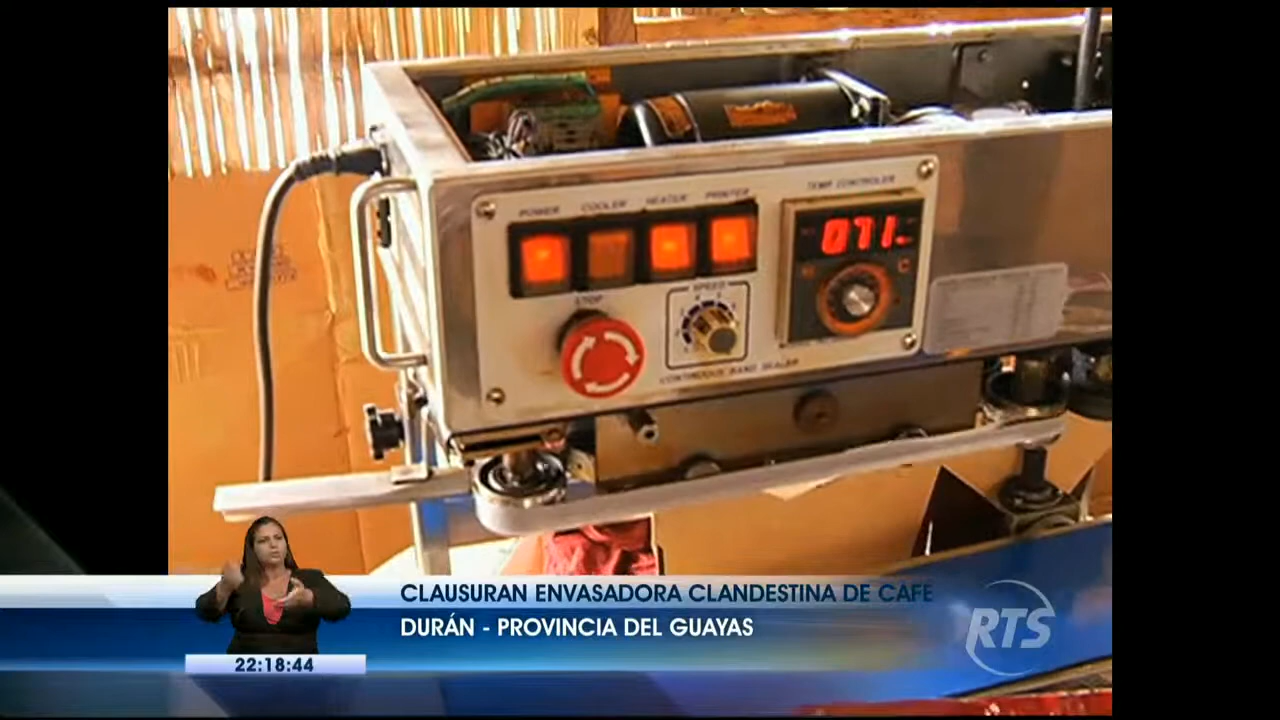 POWER COOLER HEATER PRINTER
TEMP CONTROLER
071
STOP
SPEED
CONTINUOUS BAND SEALER
CLAUSURAN ENVASADORA CLANDESTINA DE CAFE
DURÁN - PROVINCIA DEL GUAYAS
RTS
22:18:44